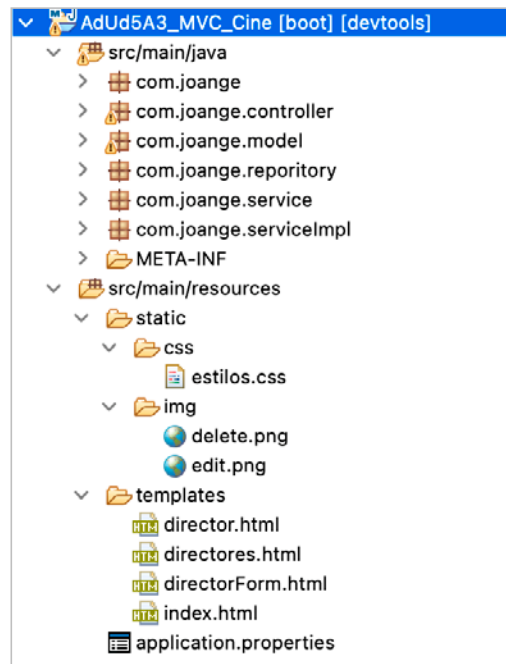 AdUd5A3_MVC_Cine [boot] [devtools]
src/main/java
com.joange
com.joange.controller
com.joange.model
com.joange.reporitory
com.joange.service
com.joange.serviceImpl
META-INF
src/main/resources
static
css
estilos.css
img
delete.png
edit.png
templates
director.html
directores.html
directorForm.html
index.html
application.properties